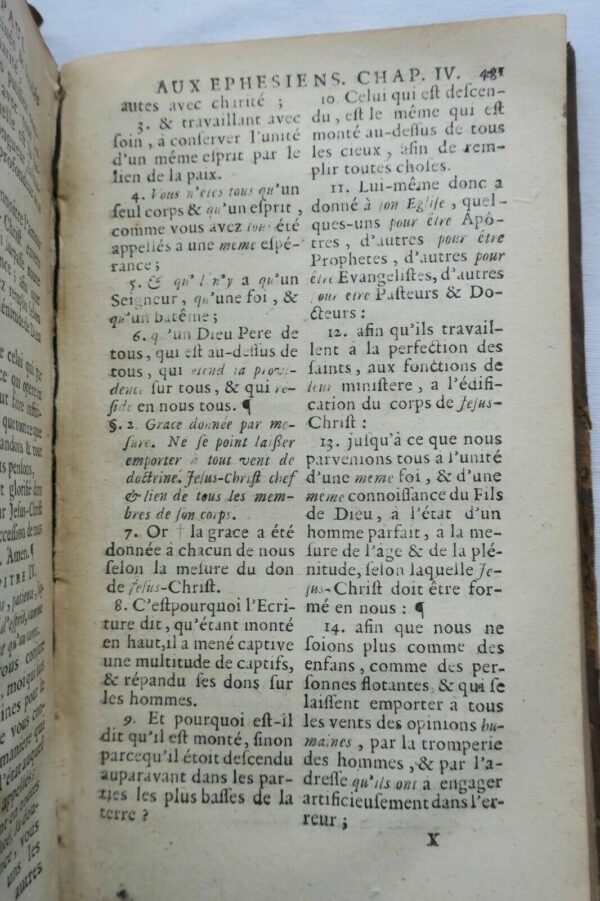 AUX EPHESIENS. CHAP. IV. 481
autes avec charité ;
3. & travaillant avec
ſoin, à conſerver l'unité
d'un même eſprit par le
lien de la paix.
4. Vous n'êtes tous qu'un
ſeul corps & qu'un eſprit,
comme vous avez tous été
appellés à une meme eſpé-
rance ;
5. & qu'il n'y a qu'un
Seigneur, qu'une foi, &
qu'un batême ;
6. qu'un Dieu Pere de
tous, qui eſt au-deſſus de
tous, qui etend ſa provi-
dence ſur tous, & qui re-
ſide en nous tous. ¶
§. 2. Grace donnée par me-
ſure. Ne ſe point laiſſer
emporter à tout vent de
doctrine. Jeſus-Chriſt chef
& lien de tous les mem-
bres de ſon corps.
7. Or † la grace a été
donnée à chacun de nous
ſelon la meſure du don
de Jeſus-Chriſt.
8. C'eſtpourquoi l'Ecri-
ture dit, qu'étant monté
en haut, il a mené captive
une multitude de captifs,
& répandu ſes dons ſur
les hommes.
9. Et pourquoi eſt-il
dit qu'il eſt monté, ſinon
parcequ'il étoit deſcendu
auparavant dans les par-
ties les plus baſſes de la
terre ?
10. Celui qui eſt deſcen-
du, eſt le même qui eſt
monté au-deſſus de tous
les cieux, afin de rem-
plir toutes choſes.
11. Lui-même donc a
donné à ſon Egliſe, quel-
ques-uns pour être Apô-
tres, d'autres pour être
Prophetes, d'autres pour
être Evangeliſtes, d'autres
our etre Paſteurs & Do-
cteurs :
12. afin qu'ils travail-
lent à la perfection des
ſaints, aux fonctions de
leur miniſtere, à l'édifi-
cation du corps de Jeſus-
Chriſt :
13. juſqu'à ce que nous
parvenions tous à l'unité
d'une meme foi, & d'une
meme connoiſſance du Fils
de Dieu, à l'état d'un
homme parfait, à la me-
ſure de l'âge & de la plé-
nitude, ſelon laquelle Je-
ſus-Chriſt doit être for-
mé en nous : ¶
14. afin que nous ne
ſoions plus comme des
enfans, comme des per-
ſonnes flotantes, & qui ſe
laiſſent emporter à tous
les vents des opinions hu-
maines, par la tromperie
des hommes, & par l'a-
dreſſe qu'ils ont à engager
artificieuſement dans l'er-
reur ;
X